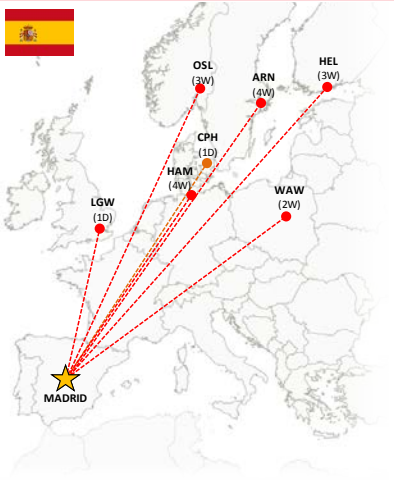 OSL
(3W)
ARN
(4W)
HEL
(3W)
CPH
(1D)
HAM
(4W)
WAW
(2W)
LGW
(1D)
MADRID